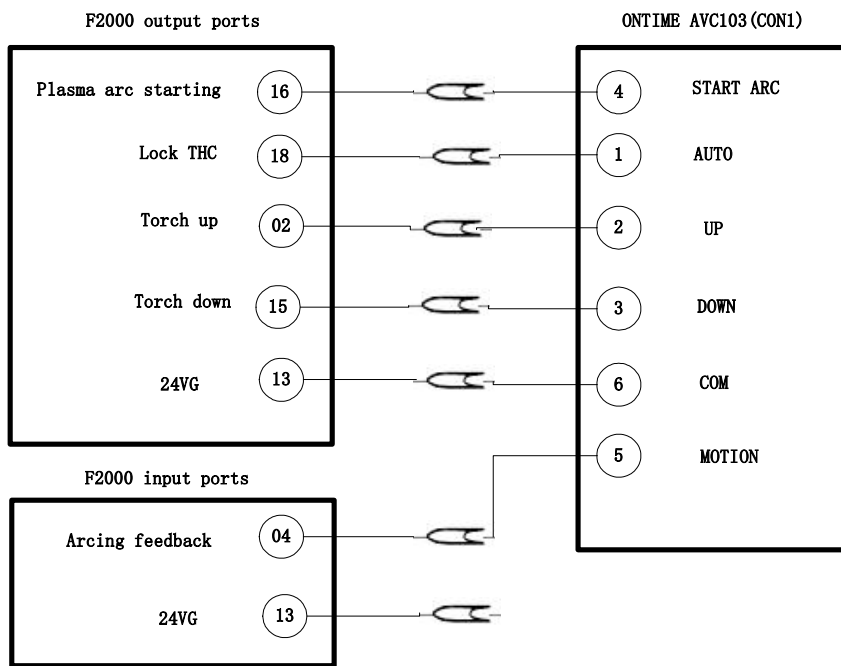 F2000 output ports
ONTIME AVC103(CON1)
Plasma arc starting 16
4 START ARC
Lock THC 18
1 AUTO
Torch up 02
2 UP
Torch down 15
3 DOWN
24VG 13
6 COM
5 MOTION
F2000 input ports
Arcing feedback 04
24VG 13